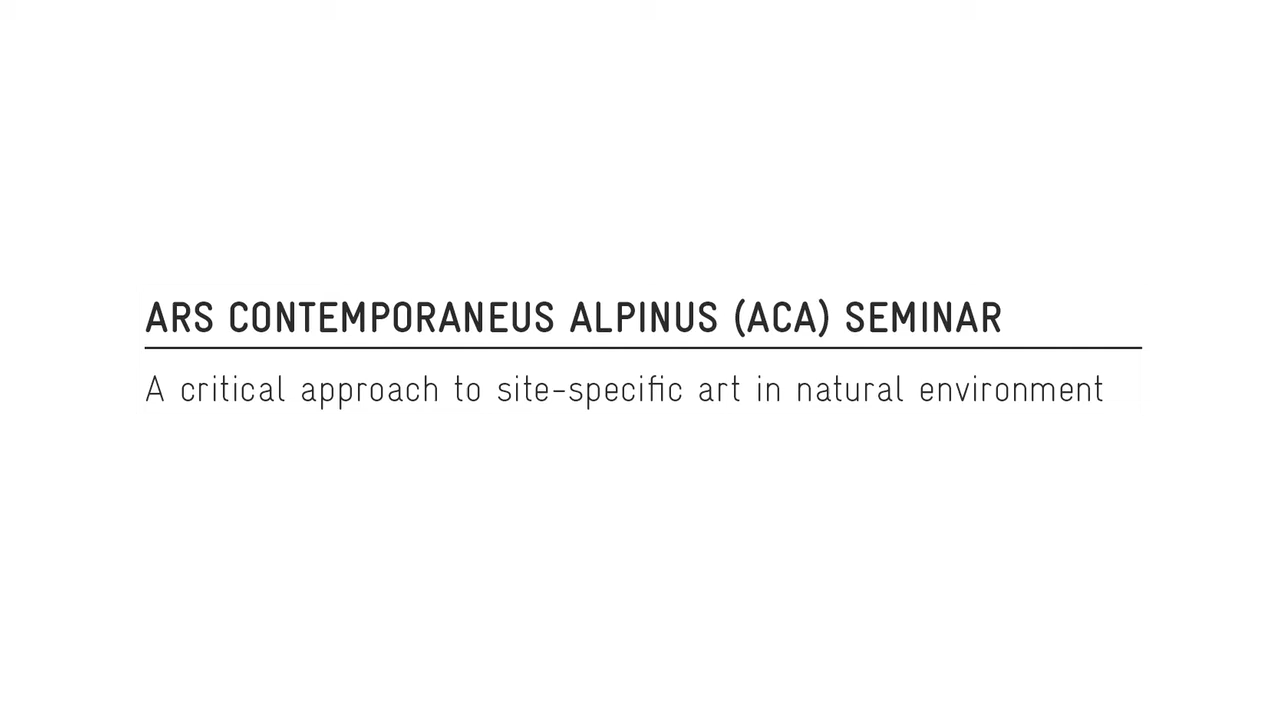 ARS CONTEMPORANEUS ALPINUS (ACA) SEMINAR
A critical approach to site-specific art in natural environment